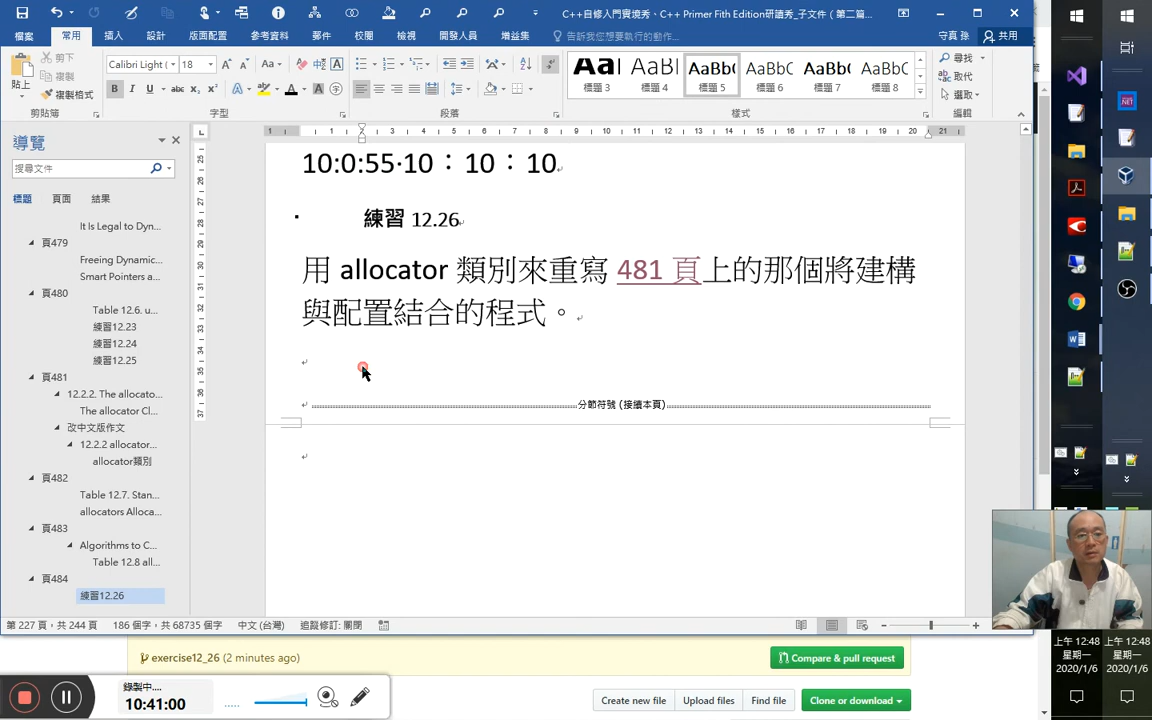 C++自修人門實境秀、C++ Primer Fifth Edition研讀秀_子文件（第二篇...
檔案 常用 插入 設計 版面配置 參考資料 郵件 校閱 檢視 開發人員 增益集 告訴我您想要執行的動作... 守真 孫 共用
貼上 剪下 複製 複製格式 剪貼簿
Calibri Light ( 18 字型
段落
標題 3 標題 4 標題 5 標題 6 標題 7 標題 8 樣式
尋找 取代 選取 編輯
導覽
搜尋文件
標題 頁面 結果
It Is Legal to Dyn...
頁479
Freeing Dynamic...
Smart Pointers a...
頁480
Table 12.6. u...
練習12.23
練習12.24
練習12.25
頁481
12.2.2. The allocato...
The allocator Cl...
改中文版作文
12.2.2 allocator...
allocator類別
頁482
Table 12.7. Stan...
allocators Alloca...
頁483
Algorithms to C...
Table 12.8 all...
頁484
練習12.26
10:0:55·10：10：10
練習 12.26
用 allocator 類別來重寫 481 頁上的那個將建構
與配置結合的程式。
分節符號 (接續本頁)
第 227 頁，共 244 頁 186 個字，共 68735 個字 中文 (台灣) 追蹤修訂: 關閉
exercise12_26 (2 minutes ago) Compare & pull request
Create new file Upload files Find file Clone or download
錄製中....
10:41:00
上午 12:48 上午 12:48
星期一 星期一
2020/1/6 2020/1/6